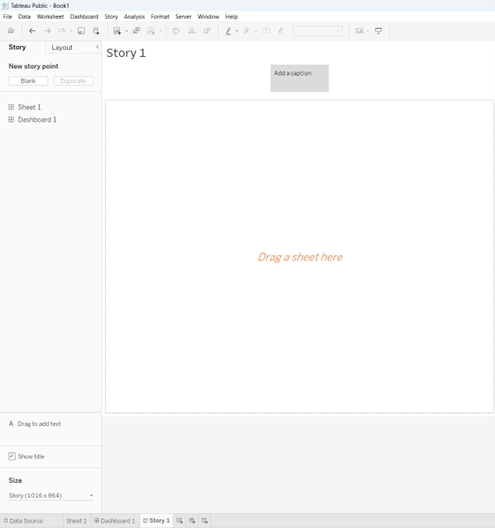 Tableau Public - Book1
File Data Worksheet Dashboard Story Analysis Format Server Window Help
Story Layout
Story 1
New story point
Blank Duplicate
Add a caption
Sheet 1
Dashboard 1
Drag a sheet here
A Drag to add text
Show title
Size
Story (1016 x 964)
Data Source Sheet 1 Dashboard 1 Story 1